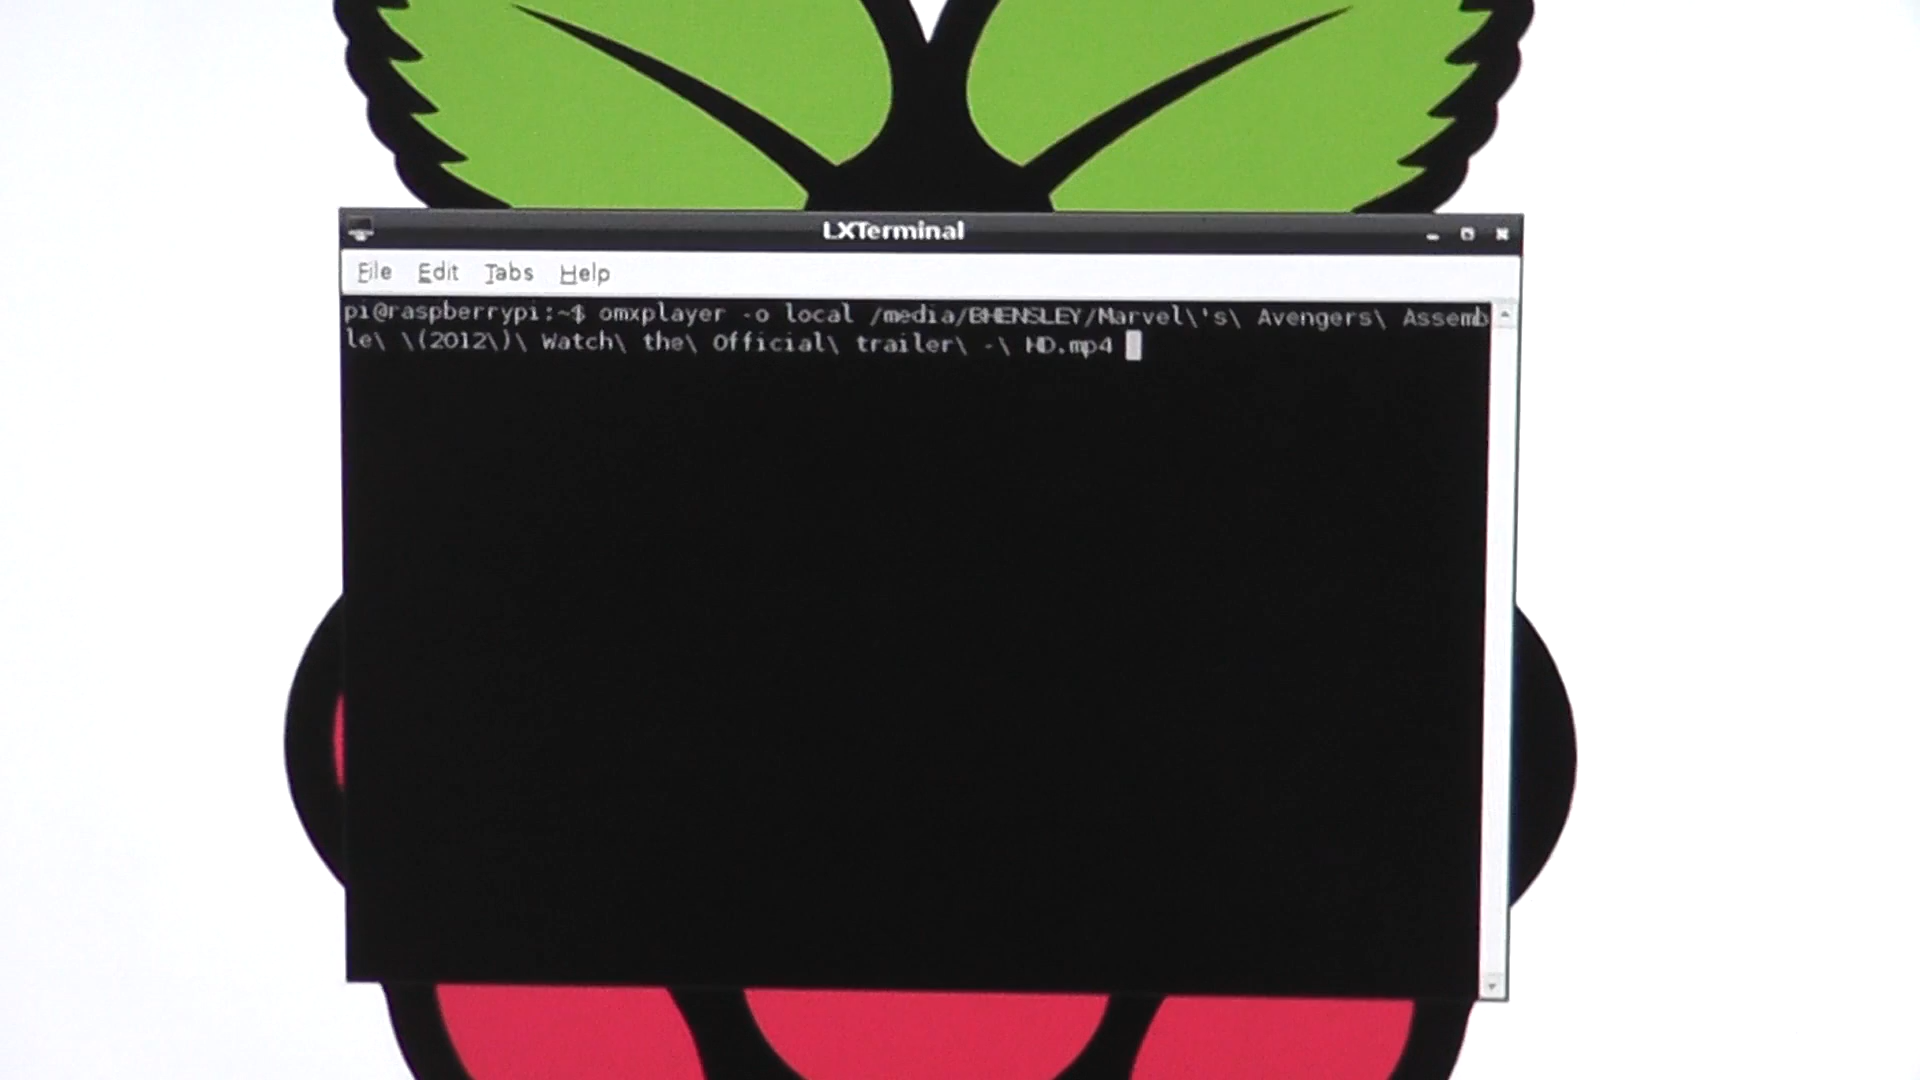 LXTerminal
File Edit Tabs Help
pi@raspberrypi:~$ omxplayer -o local /media/BHENSLEY/Marvel\'s\ Avengers\ Assemb
le\ \(2012\)\ Watch\ the\ Official\ trailer\ -\ HD.mp4